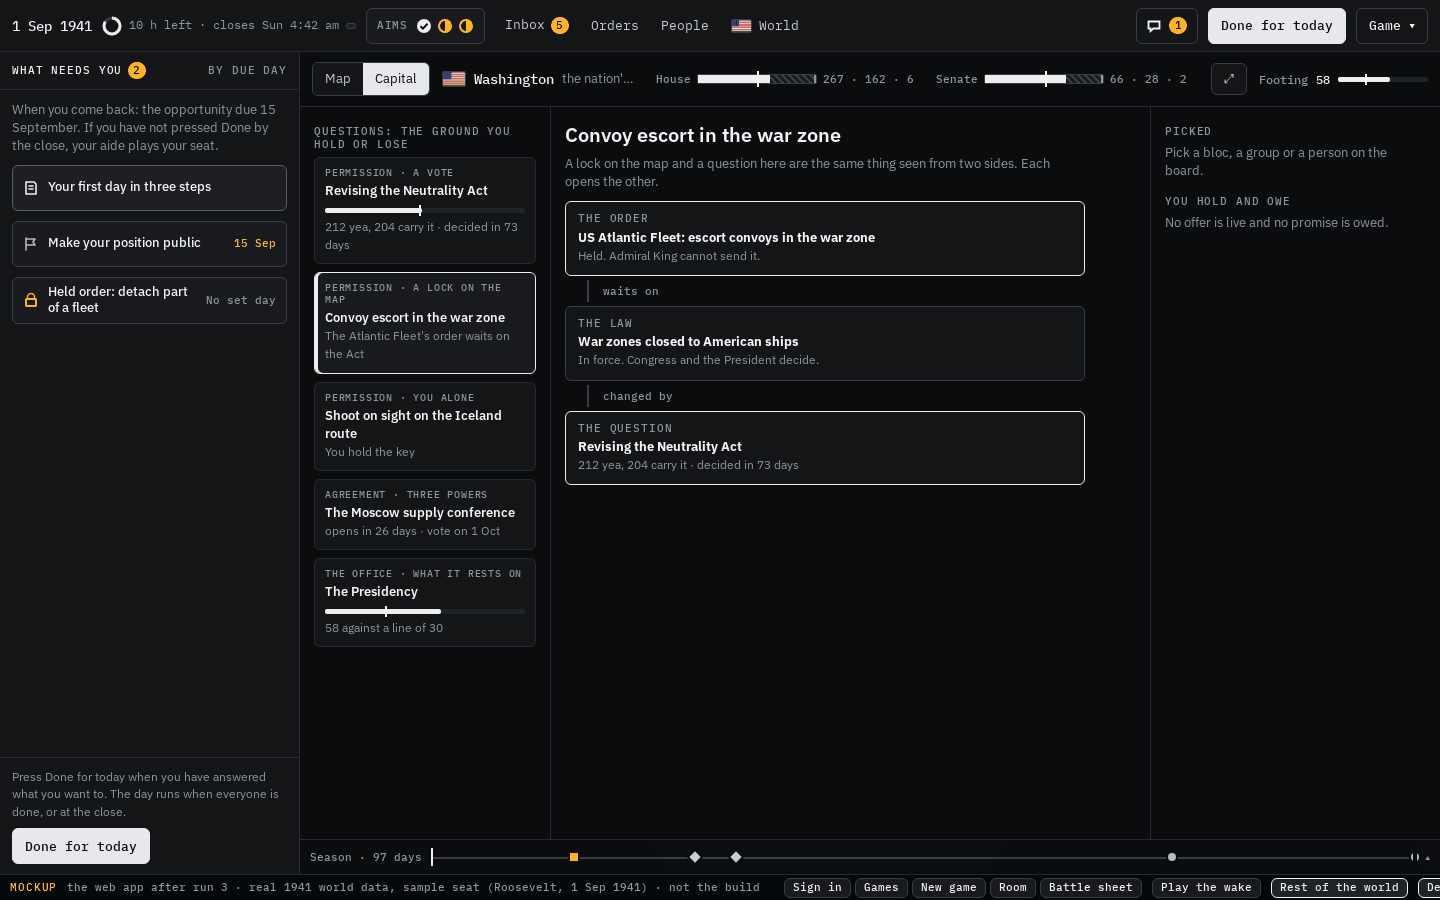 1 Sep 1941 10 h left · closes Sun 4:42 am AIMS Inbox 5 Orders People World 1 Done for today Game ▾
WHAT NEEDS YOU 2 BY DUE DAY
When you come back: the opportunity due 15
September. If you have not pressed Done by
the close, your aide plays your seat.
Your first day in three steps
Make your position public 15 Sep
Held order: detach part
of a fleet
No set day
Press Done for today when you have answered
what you want to. The day runs when everyone is
done, or at the close.
Done for today
Map Capital Washington the nation'... House 267 · 162 · 6 Senate 66 · 28 · 2 Footing 58
QUESTIONS: THE GROUND YOU
HOLD OR LOSE
PERMISSION · A VOTE
Revising the Neutrality Act
212 yea, 204 carry it · decided in 73
days
PERMISSION · A LOCK ON THE
MAP
Convoy escort in the war zone
The Atlantic Fleet's order waits on
the Act
PERMISSION · YOU ALONE
Shoot on sight on the Iceland
route
You hold the key
AGREEMENT · THREE POWERS
The Moscow supply conference
opens in 26 days · vote on 1 Oct
THE OFFICE · WHAT IT RESTS ON
The Presidency
58 against a line of 30
Convoy escort in the war zone
A lock on the map and a question here are the same thing seen from two sides. Each
opens the other.
THE ORDER
US Atlantic Fleet: escort convoys in the war zone
Held. Admiral King cannot send it.
waits on
THE LAW
War zones closed to American ships
In force. Congress and the President decide.
changed by
THE QUESTION
Revising the Neutrality Act
212 yea, 204 carry it · decided in 73 days
PICKED
Pick a bloc, a group or a person on the
board.
YOU HOLD AND OWE
No offer is live and no promise is owed.
Season · 97 days
MOCKUP the web app after run 3 · real 1941 world data, sample seat (Roosevelt, 1 Sep 1941) · not the build Sign in Games New game Room Battle sheet Play the wake Rest of the world De